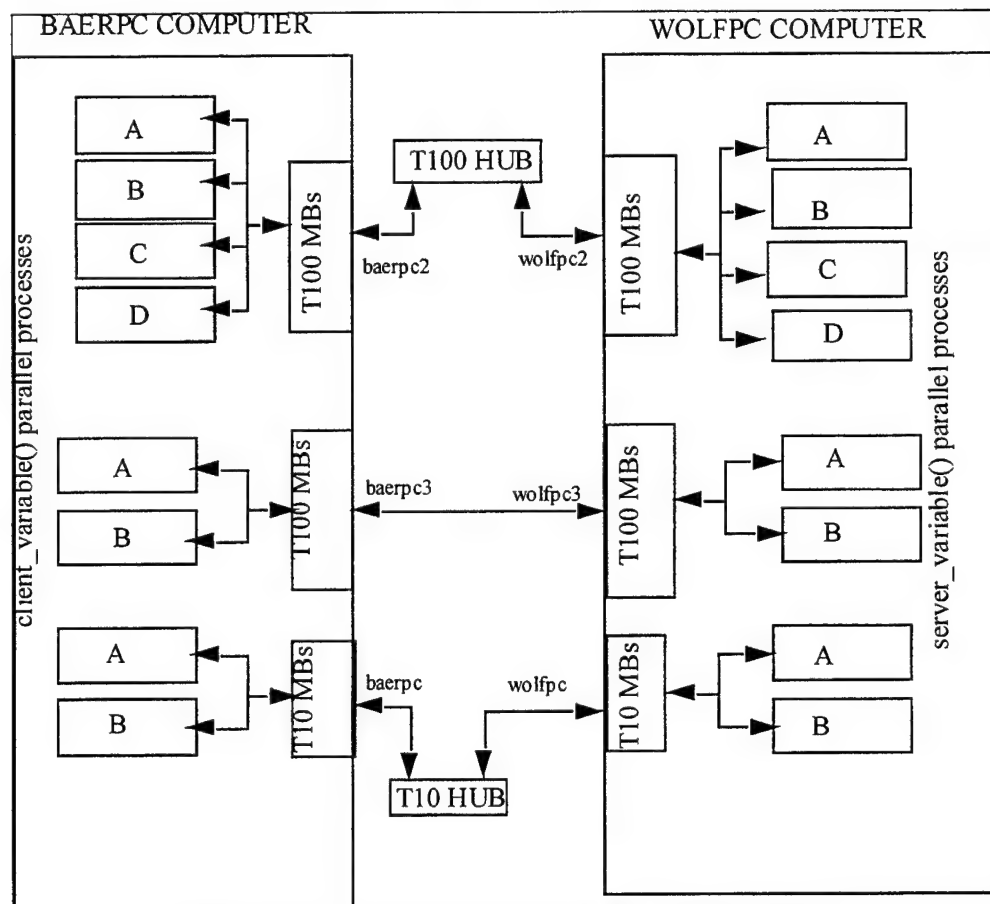 BAERPC COMPUTER
WOLFPC COMPUTER
client_variable() parallel processes
A
B
C
D
T100 MBs
baerpc2
T100 HUB
wolfpc2
T100 MBs
A
B
C
D
server_variable() parallel processes
A
B
T100 MBs
baerpc3
wolfpc3
T100 MBs
A
B
A
B
T10 MBs
baerpc
wolfpc
T10 HUB
T10 MBs
A
B